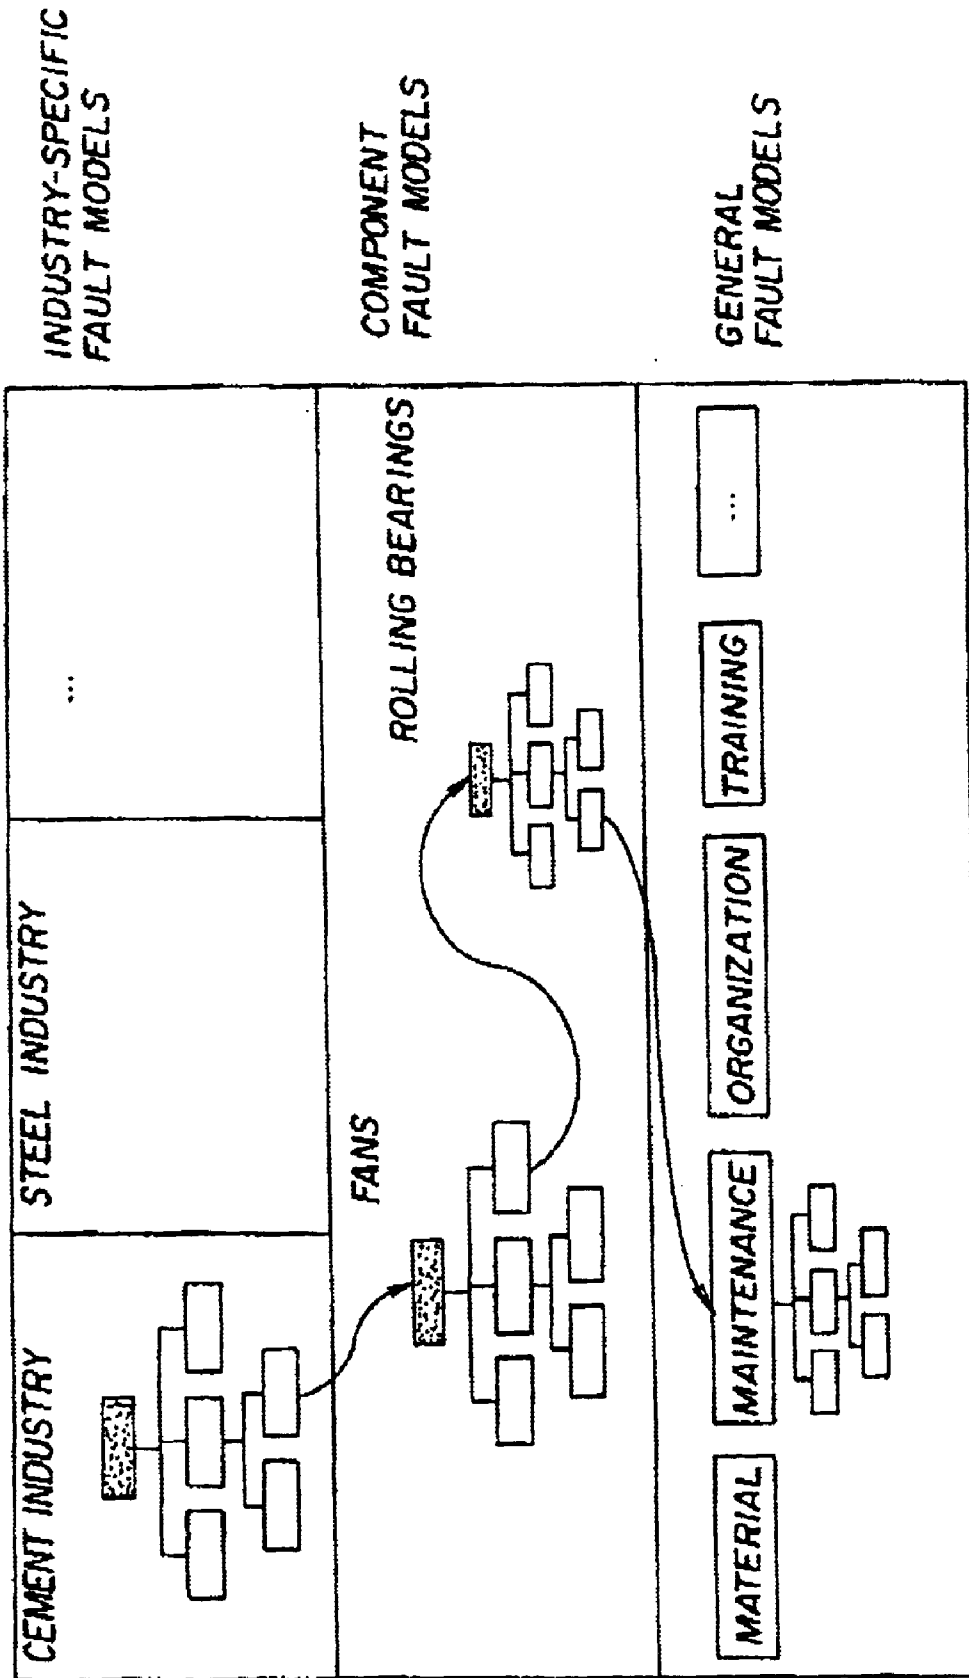 CEMENT INDUSTRY
STEEL INDUSTRY
...
INDUSTRY-SPECIFIC
FAULT MODELS
FANS
ROLLING BEARINGS
COMPONENT
FAULT MODELS
MATERIAL
MAINTENANCE
ORGANIZATION
TRAINING
...
GENERAL
FAULT MODELS